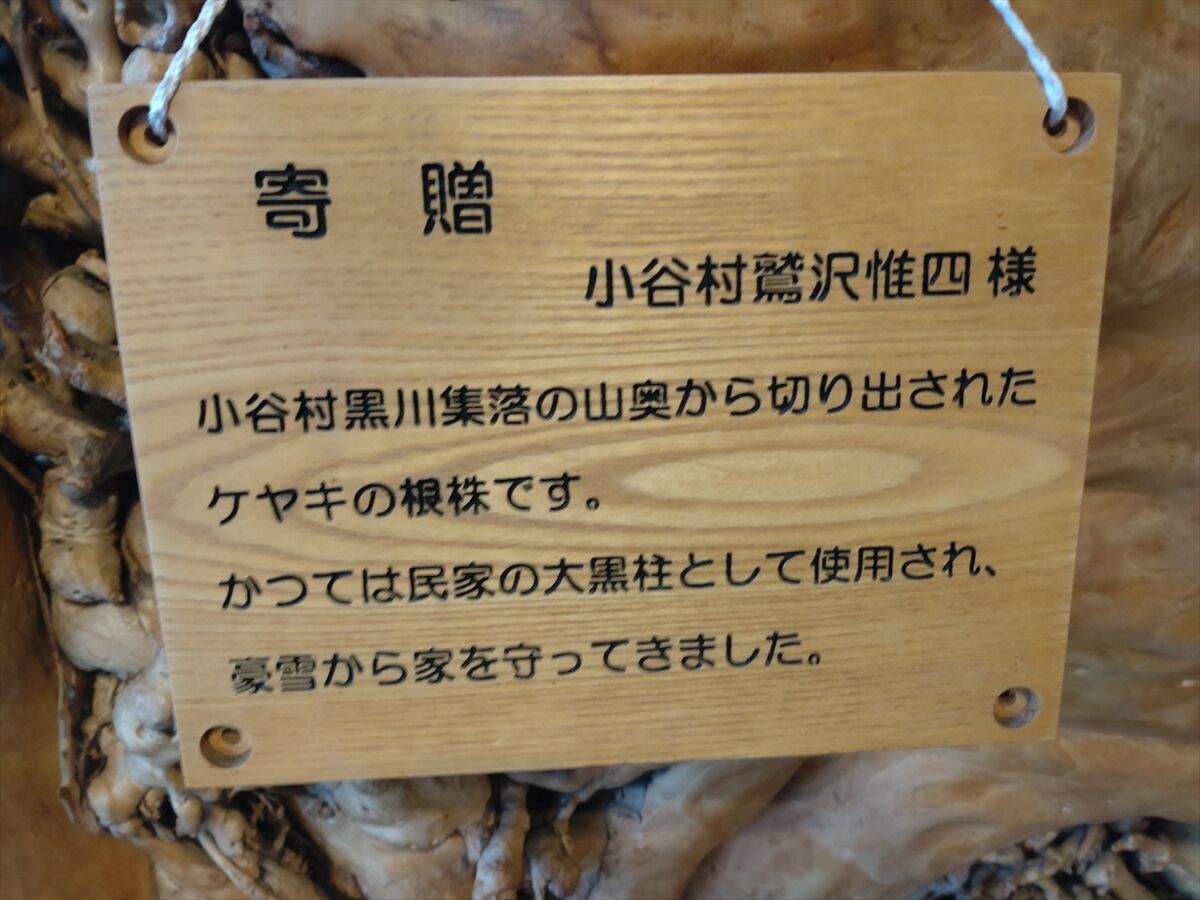 寄 贈
小谷村鷲沢惟四 様
小谷村黒川集落の山奥から切り出された
ケヤキの根株です。
かつては民家の大黒柱として使用され、
豪雪から家を守ってきました。